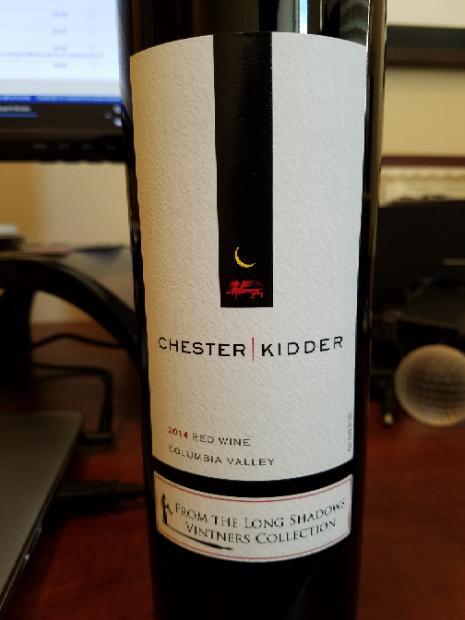 CHESTER | KIDDER
2014 RED WINE
COLUMBIA VALLEY
FROM THE LONG SHADOWS
VINTNERS COLLECTION